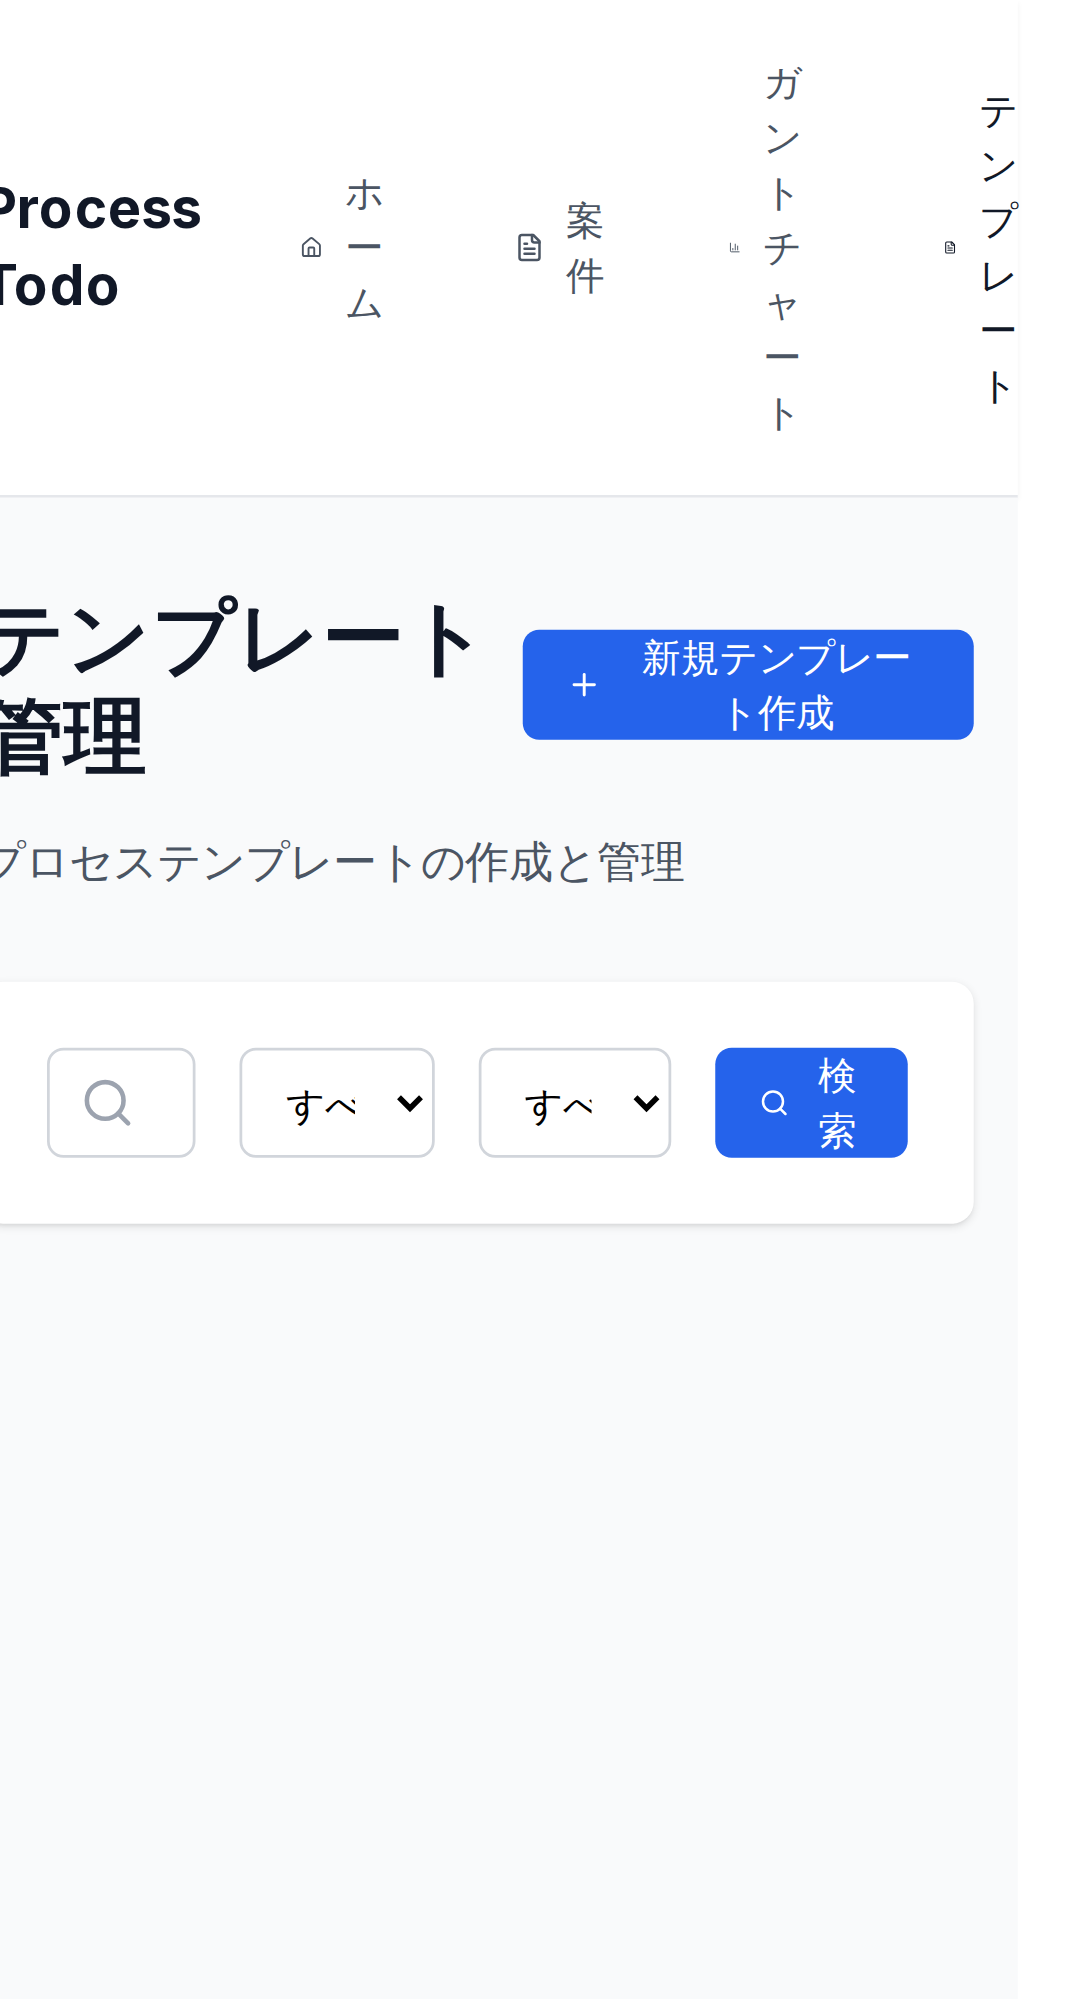 Process
Todo
ホーム
案件
ガントチャート
テンプレート
テンプレート
管理
新規テンプレー
ト作成
プロセステンプレートの作成と管理
すべ
すべ
検
索